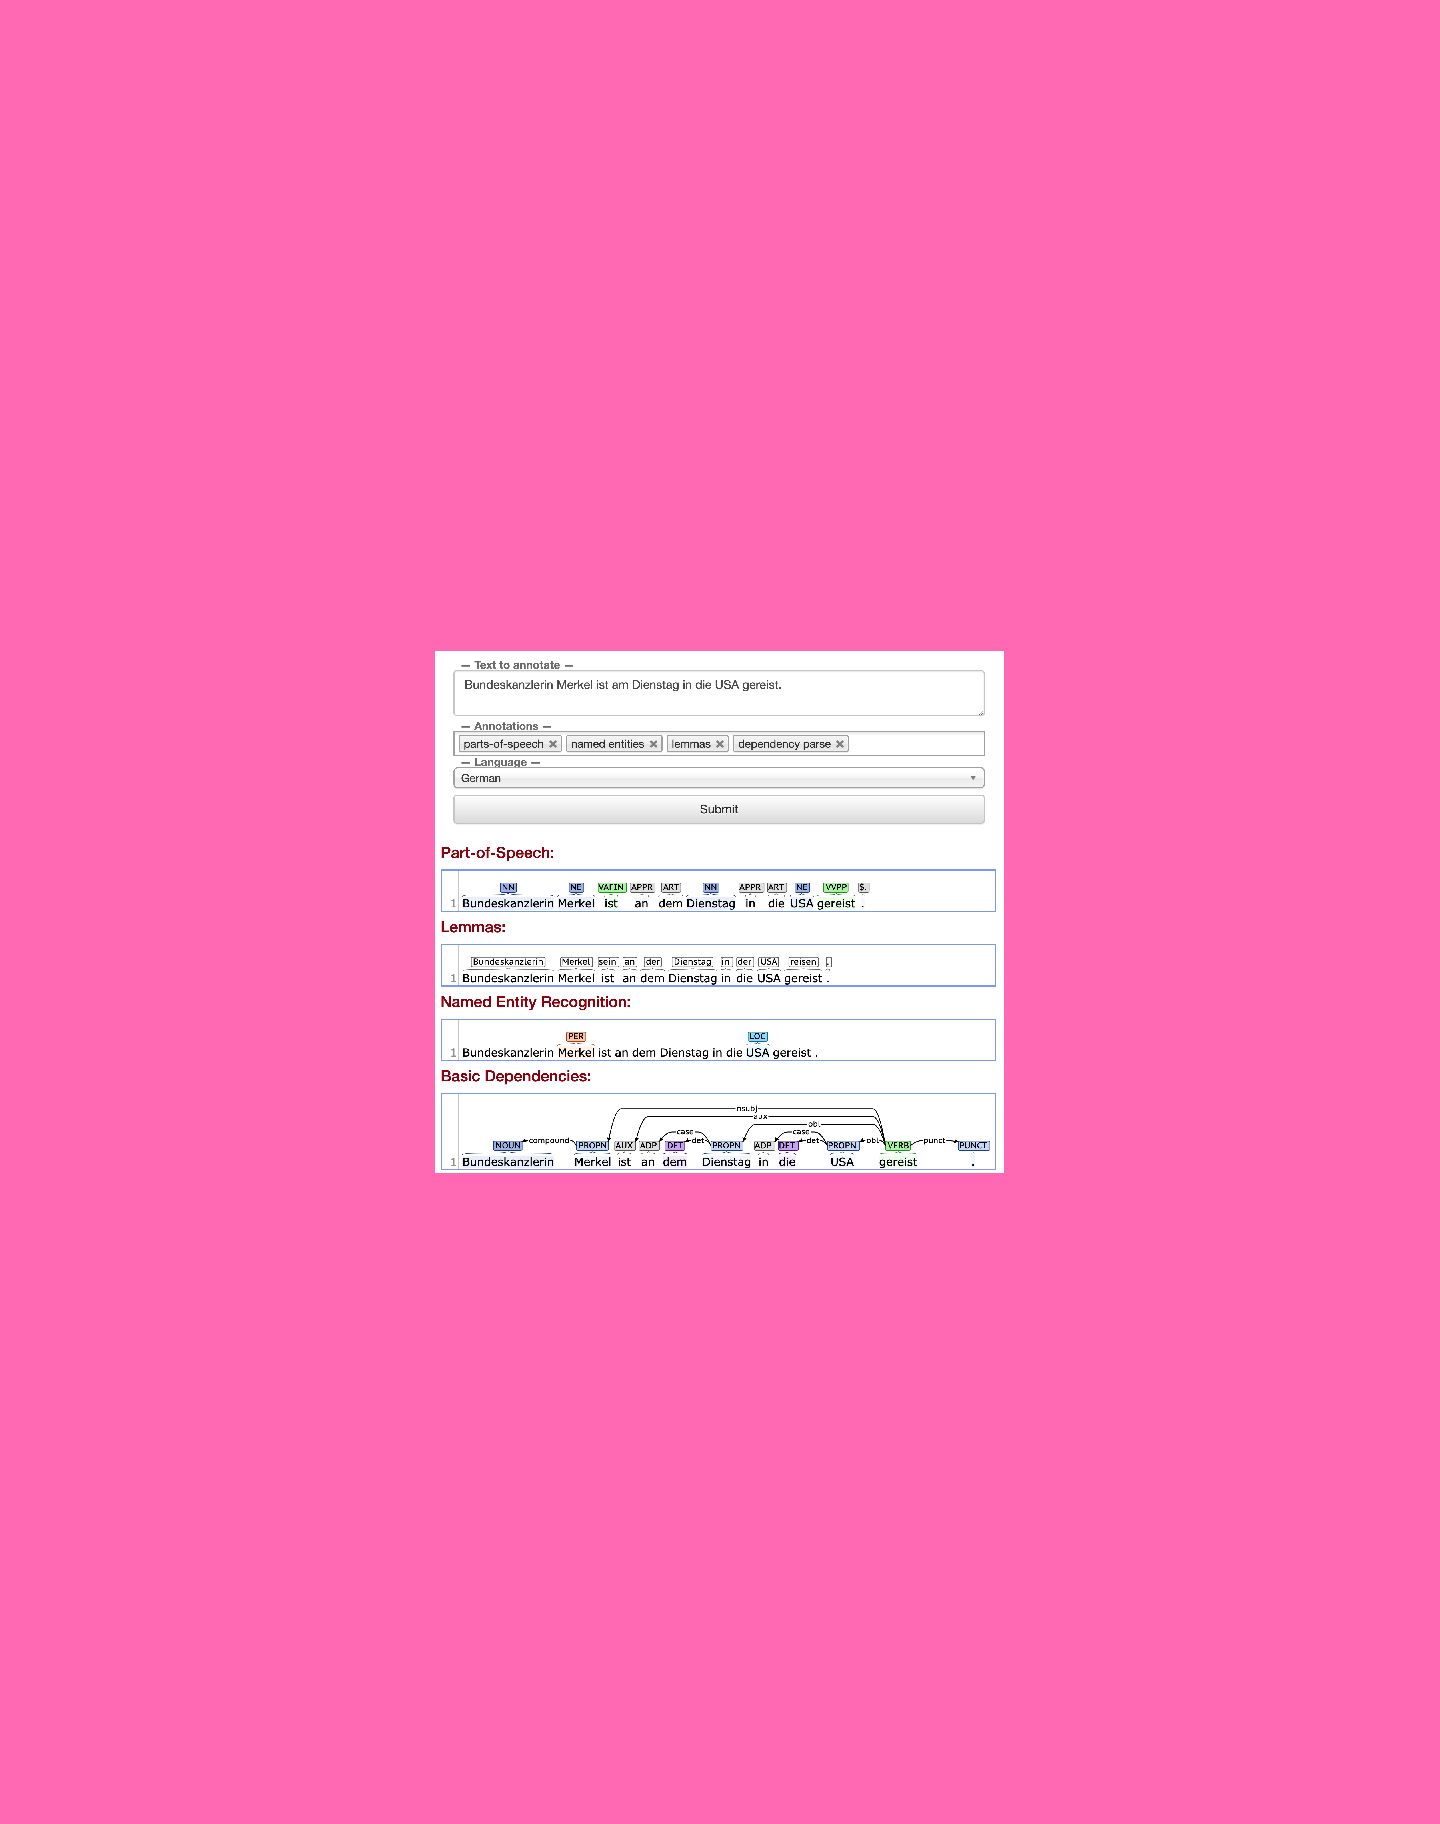 — Text to annotate —
Bundeskanzlerin Merkel ist am Dienstag in die USA gereist.
— Annotations —
parts-of-speech × named entities × lemmas × dependency parse ×
— Language —
German
Submit
Part-of-Speech:
NN NE VAFIN APPR ART NN APPR ART NE VVPP $.
1 Bundeskanzlerin Merkel ist an dem Dienstag in die USA gereist .
Lemmas:
Bundeskanzlerin Merkel sein an der Dienstag in der USA reisen .
1 Bundeskanzlerin Merkel ist an dem Dienstag in die USA gereist .
Named Entity Recognition:
PER LOC
1 Bundeskanzlerin Merkel ist an dem Dienstag in die USA gereist .
Basic Dependencies:
nsubj
aux
obl
case case
compound det det obl punct
NOUN PROPN AUX ADP DET PROPN ADP DET PROPN VERB PUNCT
1 Bundeskanzlerin Merkel ist an dem Dienstag in die USA gereist .